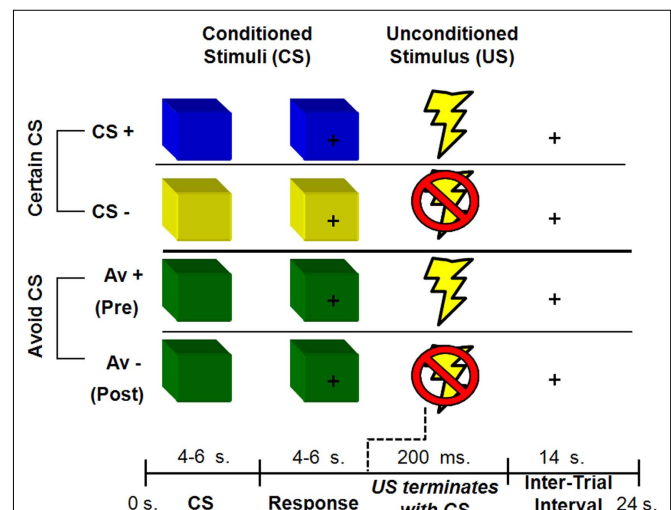 Conditioned
Stimuli (CS)
Unconditioned
Stimulus (US)
Certain CS
CS +
+
+
CS -
+
+
Avoid CS
Av +
(Pre)
+
+
Av -
(Post)
+
+
4-6 s.
4-6 s.
200 ms.
14 s.
0 s.
CS
Response
US terminates
with CS
Inter-Trial
Interval
24 s.